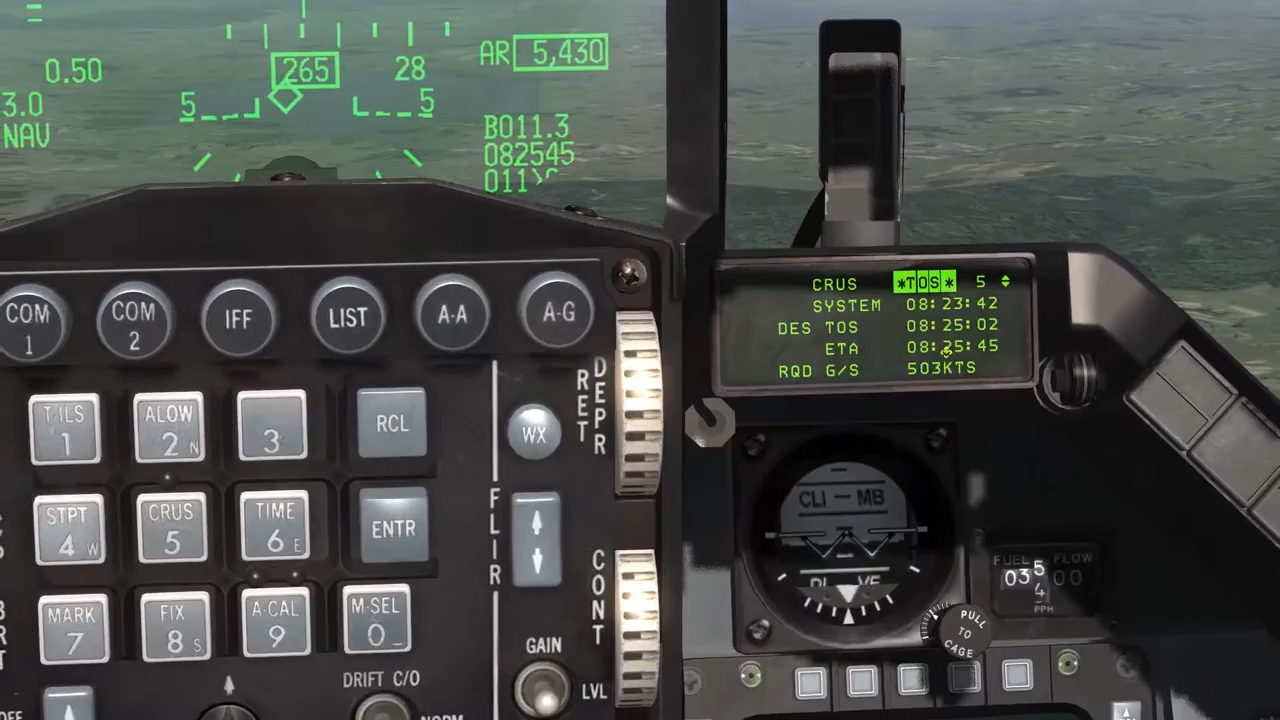 0.50
3.0
NAV
265
28
5
5
AR 5,430
B011.3
082545
CRUS *TOS* 5
SYSTEM 08:23:42
DES TOS 08:25:02
ETA 08:25:45
RQD G/S 503KTS
COM 1
COM 2
IFF
LIST
A-A
A-G
T-ILS 1
ALOW 2 N
3
RCL
STPT 4 W
CRUS 5
TIME 6 E
ENTR
MARK 7
FIX 8 S
A-CAL 9
M-SEL 0
WX
FLIR
RET DEPR
CONT
GAIN
LVL
DRIFT C/O
NORM
CLI — MB
FUEL FLOW
PPH
PULL TO CAGE